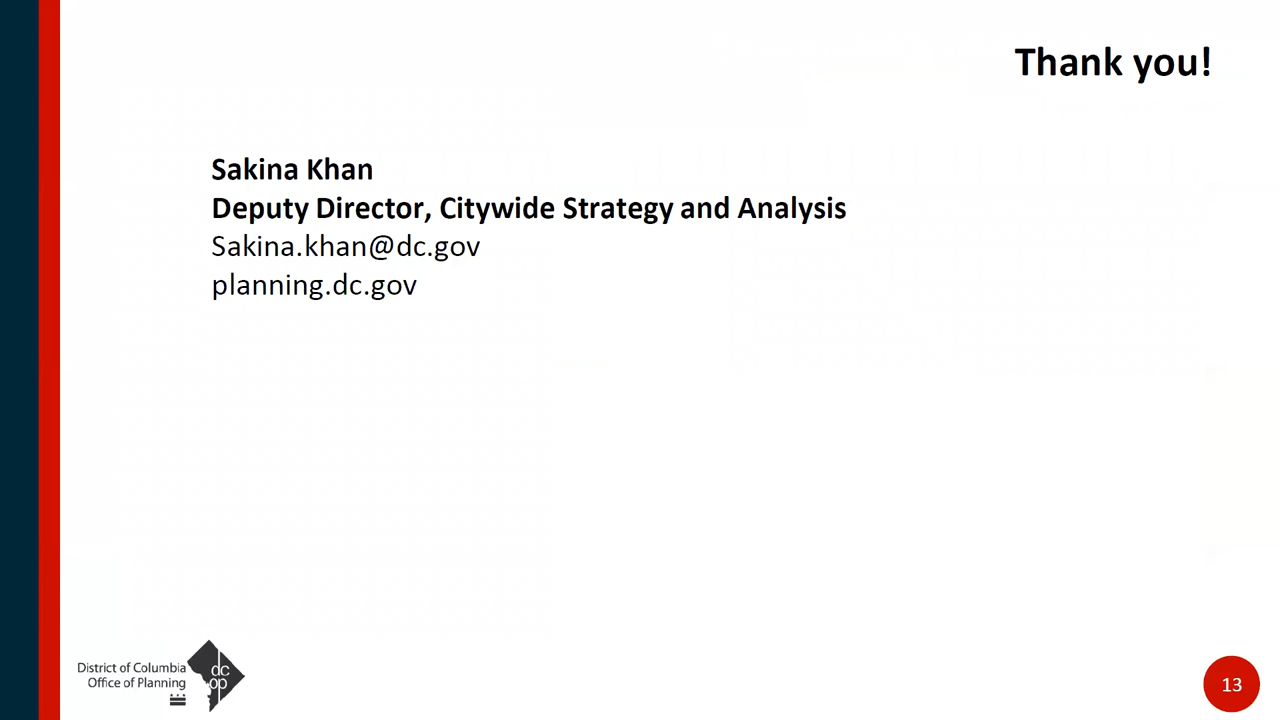 Thank you!
Sakina Khan
Deputy Director, Citywide Strategy and Analysis
Sakina.khan@dc.gov
planning.dc.gov
District of Columbia
Office of Planning
dc
op
13